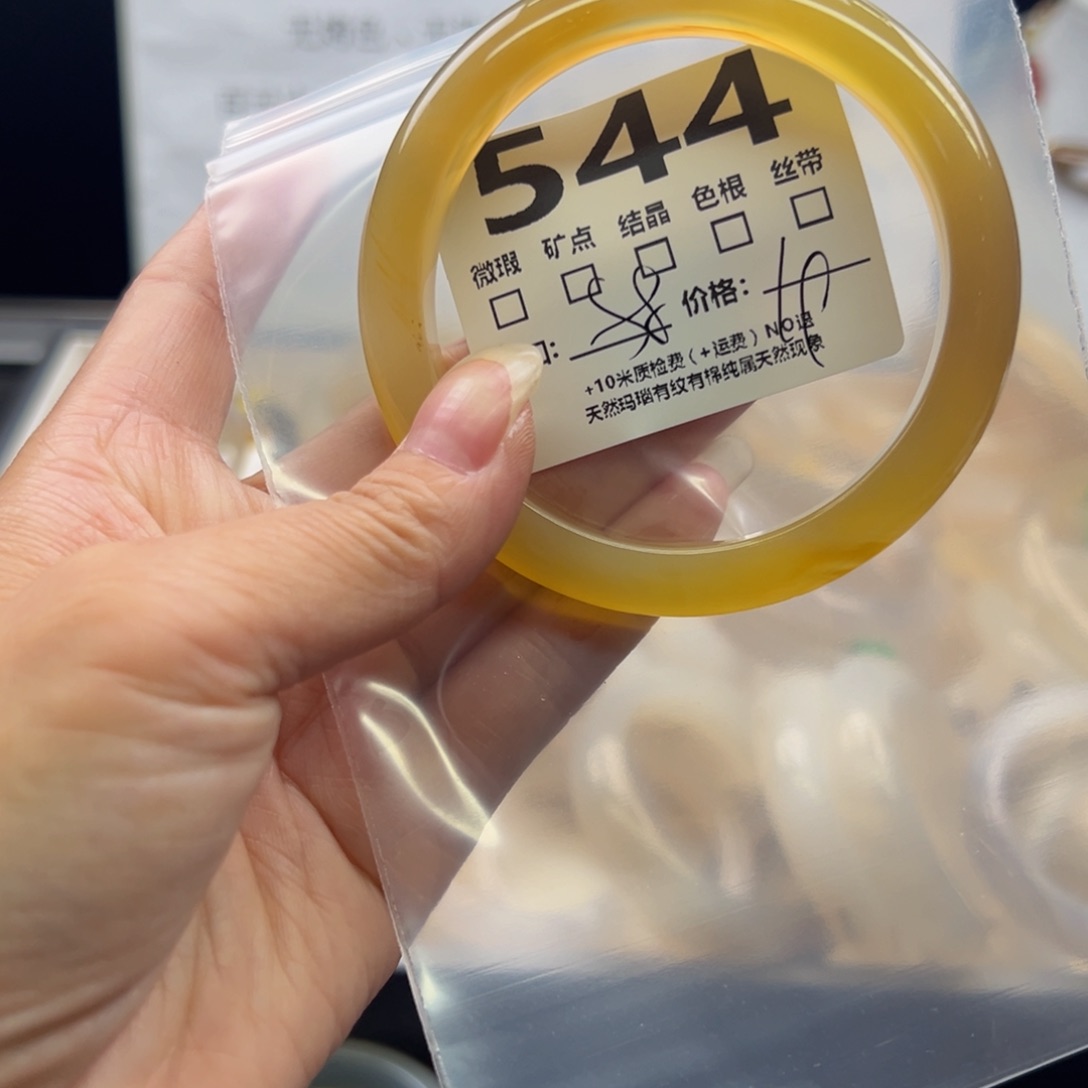 544
微瑕 矿点 结晶 色根 丝带
□ □ □ □ □
: 价格:
+10米质检费(+运费)NO退
天然玛瑙有纹有棉纯属天然现象